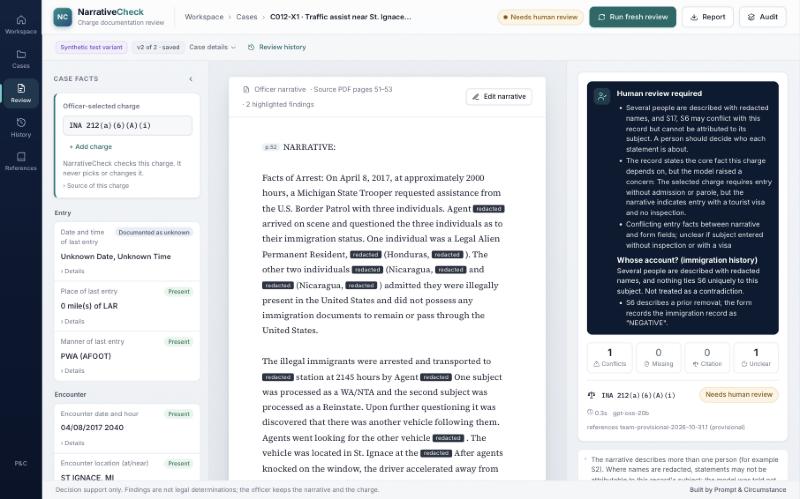 NC
NarrativeCheck
Charge documentation review
Workspace › Cases › C012-X1 · Traffic assist near St. Ignace...
Needs human review
Run fresh review
Report
Audit
Synthetic test variant
v2 of 2 · saved
Case details
Review history
Workspace
Cases
Review
History
References
P&C
CASE FACTS
Officer-selected charge
INA 212(a)(6)(A)(i)
+ Add charge
NarrativeCheck checks this charge. It
never picks or changes it.
› Source of this charge
Entry
Date and time
of last entry
Documented as unknown
Unknown Date, Unknown Time
› Details
Place of last entry
Present
0 mile(s) of LAR
› Details
Manner of last entry
Present
PWA (AFOOT)
› Details
Encounter
Encounter date and hour
Present
04/08/2017 2040
› Details
Encounter location (at/near)
Present
ST IGNACE, MI
Officer narrative · Source PDF pages 51–53
· 2 highlighted findings
Edit narrative
p.52 NARRATIVE:
Facts of Arrest: On April 8, 2017, at approximately 2000
hours, a Michigan State Trooper requested assistance from
the U.S. Border Patrol with three individuals. Agent redacted
arrived on scene and questioned the three individuals as to
their immigration status. One individual was a Legal Alien
Permanent Resident, redacted (Honduras, redacted ). The
other two individuals redacted (Nicaragua, redacted and
redacted (Nicaragua, redacted ) admitted they were illegally
present in the United States and did not possess any
immigration documents to remain or pass through the
United States.
The illegal immigrants were arrested and transported to
redacted station at 2145 hours by Agent redacted One subject
was processed as a WA/NTA and the second subject was
processed as a Reinstate. Upon further questioning it was
discovered that there was another vehicle following them.
Agents went looking for the other vehicle redacted . The
vehicle was located in St. Ignace at the redacted After agents
knocked on the window, the driver accelerated away from
Human review required
• Several people are described with redacted
names, and S17, S6 may conflict with this
record but cannot be attributed to its
subject. A person should decide who each
statement is about.
• The record states the core fact this charge
depends on, but the model raised a
concern: The selected charge requires entry
without admission or parole, but the
narrative indicates entry with a tourist visa
and no inspection.
• Conflicting entry facts between narrative
and form fields; unclear if subject entered
without inspection or with a visa
Whose account? (immigration history)
Several people are described with redacted
names, and nothing ties S6 uniquely to this
subject. Not treated as a contradiction.
• S6 describes a prior removal; the form
records the immigration record as
"NEGATIVE".
1
Conflicts
0
Missing
0
Citation
1
Unclear
INA 212(a)(6)(A)(i)
Needs human review
0.3s gpt-oss-20b
references team-provisional-2026-10-31.1 (provisional)
The narrative describes more than one person (for example
S2). Where names are redacted, statements may not be
Decision support only. Findings are not legal determinations; the officer keeps the narrative and the charge.
Built by Prompt & Circumstance